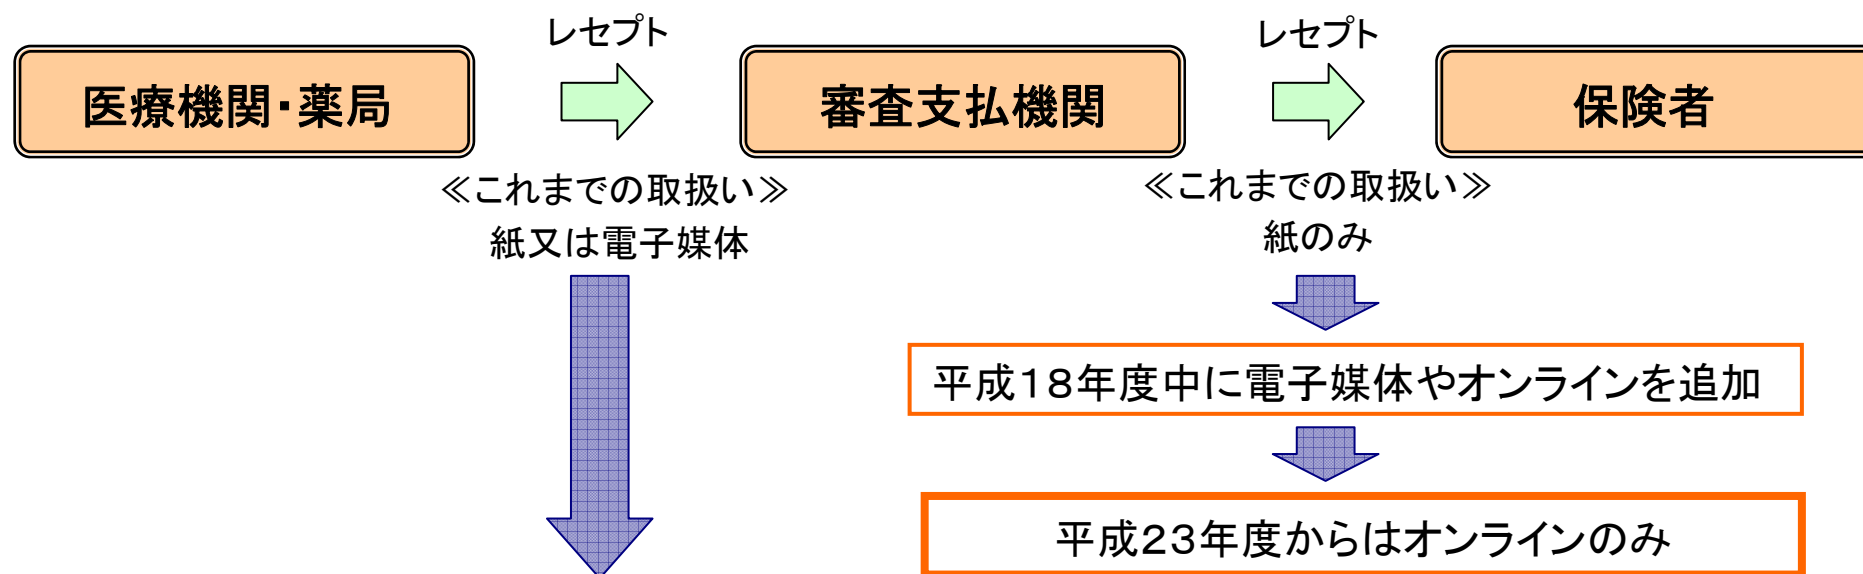 レセプト
レセプト
医療機関・薬局
審査支払機関
保険者
≪これまでの取扱い≫
紙又は電子媒体
≪これまでの取扱い≫
紙のみ
平成18年度中に電子媒体やオンラインを追加
平成23年度からはオンラインのみ